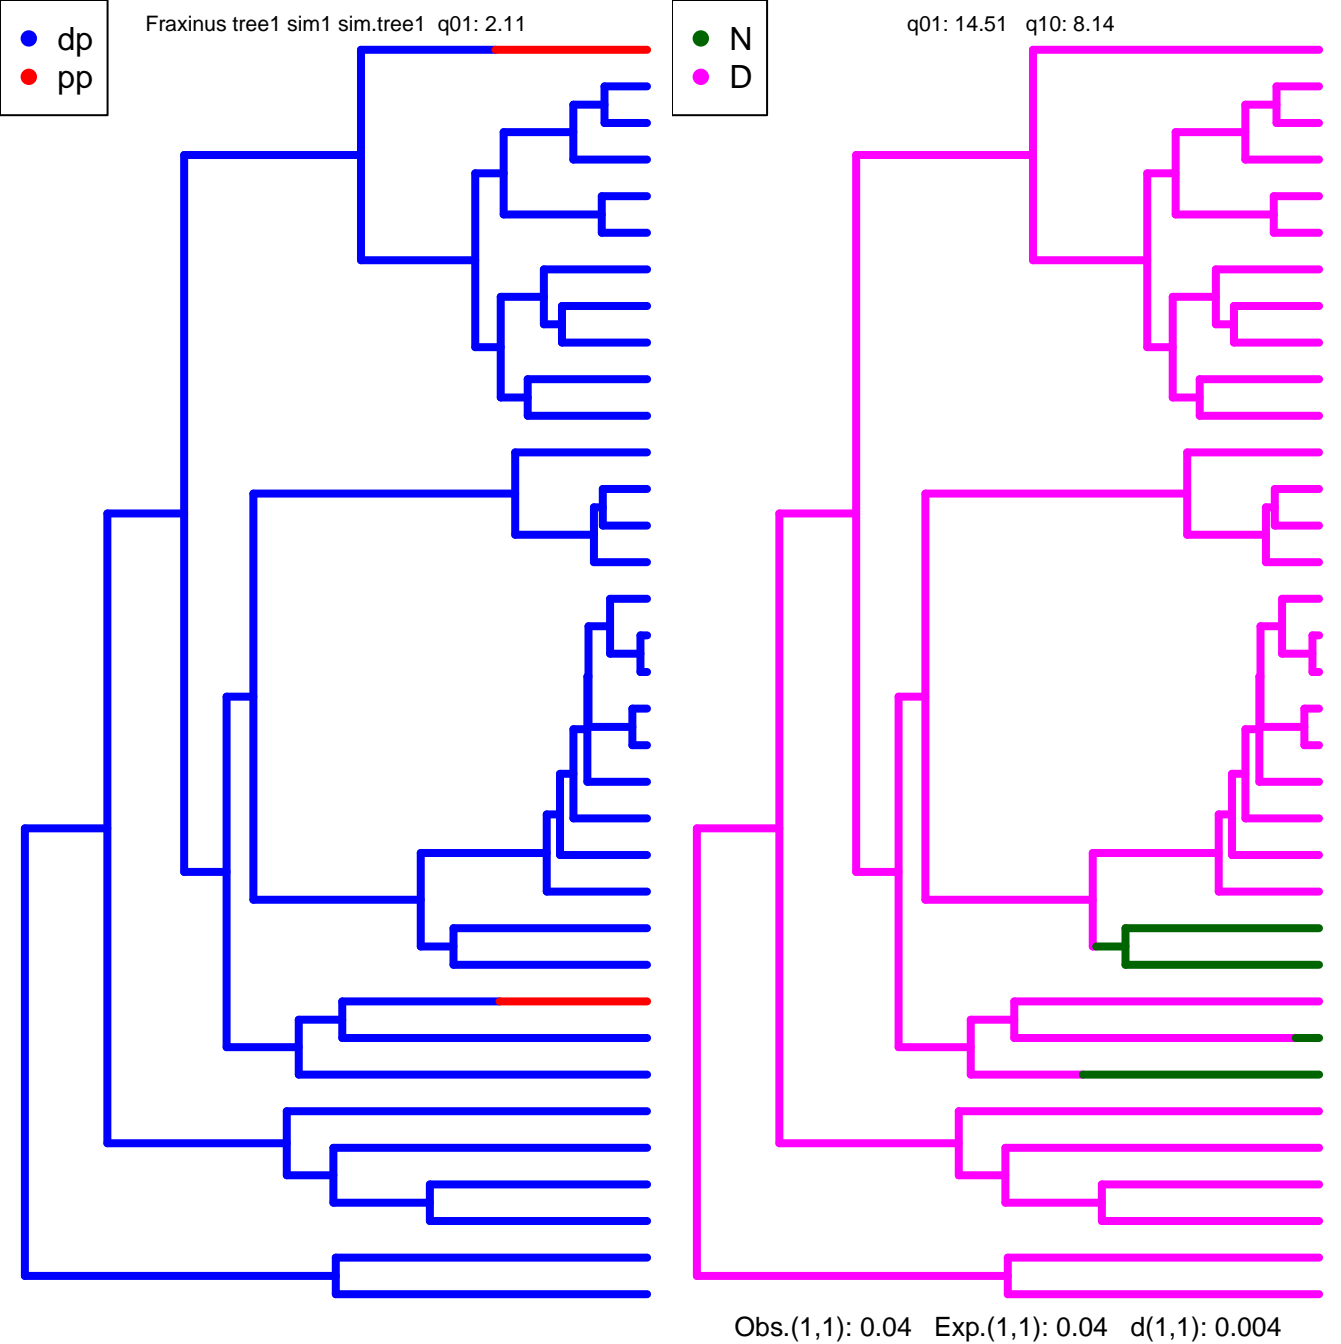 dp
pp
Fraxinus tree1 sim1 sim.tree1 q01: 2.11
N
D
q01: 14.51 q10: 8.14
Obs.(1,1): 0.04 Exp.(1,1): 0.04 d(1,1): 0.004